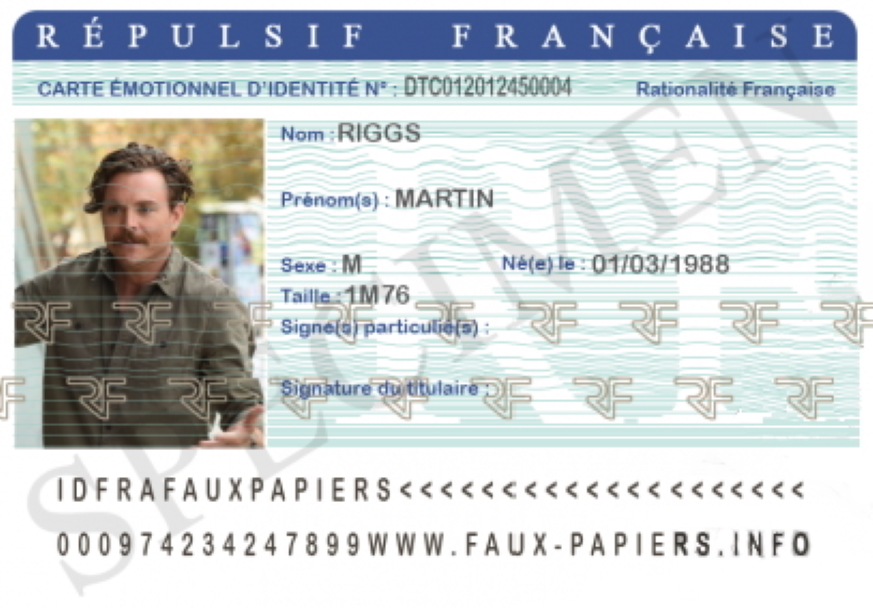 RÉPULSIF FRANÇAISE
CARTE ÉMOTIONNEL D'IDENTITÉ N° : DTC012012450004 Rationalité Française
Nom : RIGGS
Prénom(s) : MARTIN
Sexe : M Né(e) le : 01/03/1988
Taille : 1M76
RF RF RF RF RF RF RF RF RF
Signe(s) particulié(s) :
Signature du titulaire :
RF RF RF RF RF RF RF RF RF
SPECIMEN
IDFRAFAUXPAPIERS<<<<<<<<<<<<<<<<<<<<
000974234247899WWW.FAUX-PAPIERS.INFO